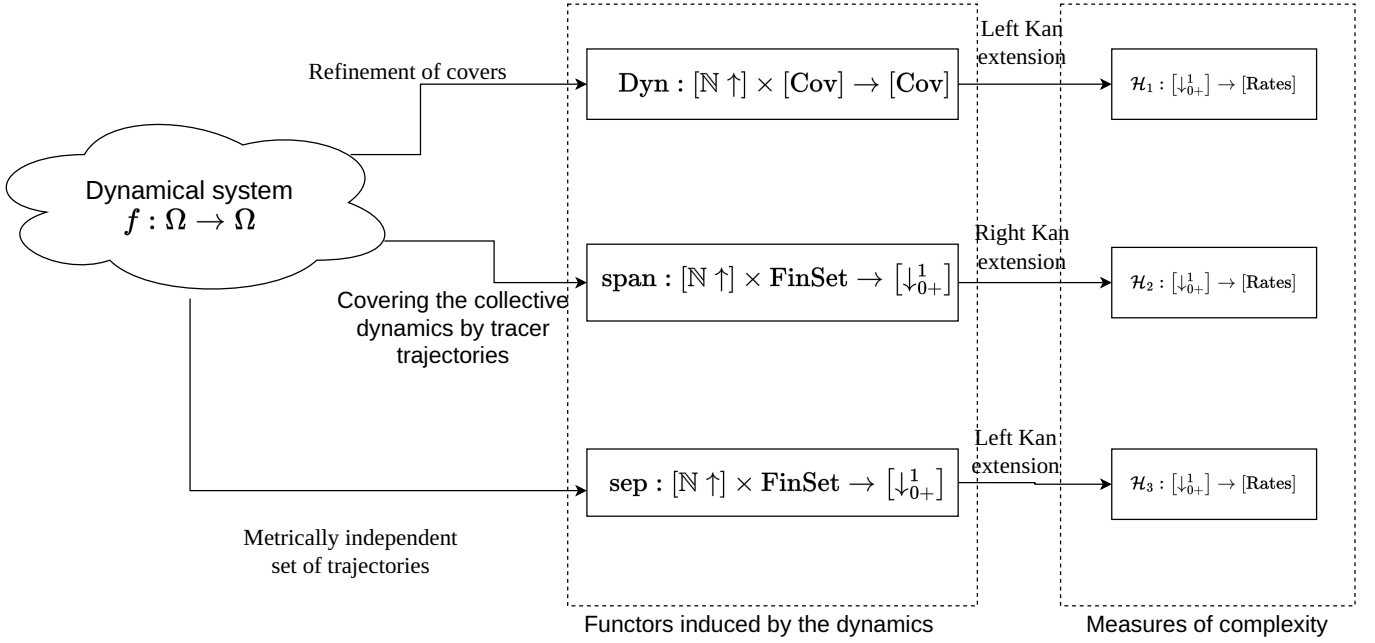 Left Kan
extension
Refinement of covers
Dyn : [ℕ ↑] × [Cov] → [Cov]
ℋ₁ : [↓¹₀₊] → [Rates]
Dynamical system
f : Ω → Ω
Right Kan
extension
span : [ℕ ↑] × FinSet → [↓¹₀₊]
ℋ₂ : [↓¹₀₊] → [Rates]
Covering the collective
dynamics by tracer
trajectories
Left Kan
extension
sep : [ℕ ↑] × FinSet → [↓¹₀₊]
ℋ₃ : [↓¹₀₊] → [Rates]
Metrically independent
set of trajectories
Functors induced by the dynamics
Measures of complexity